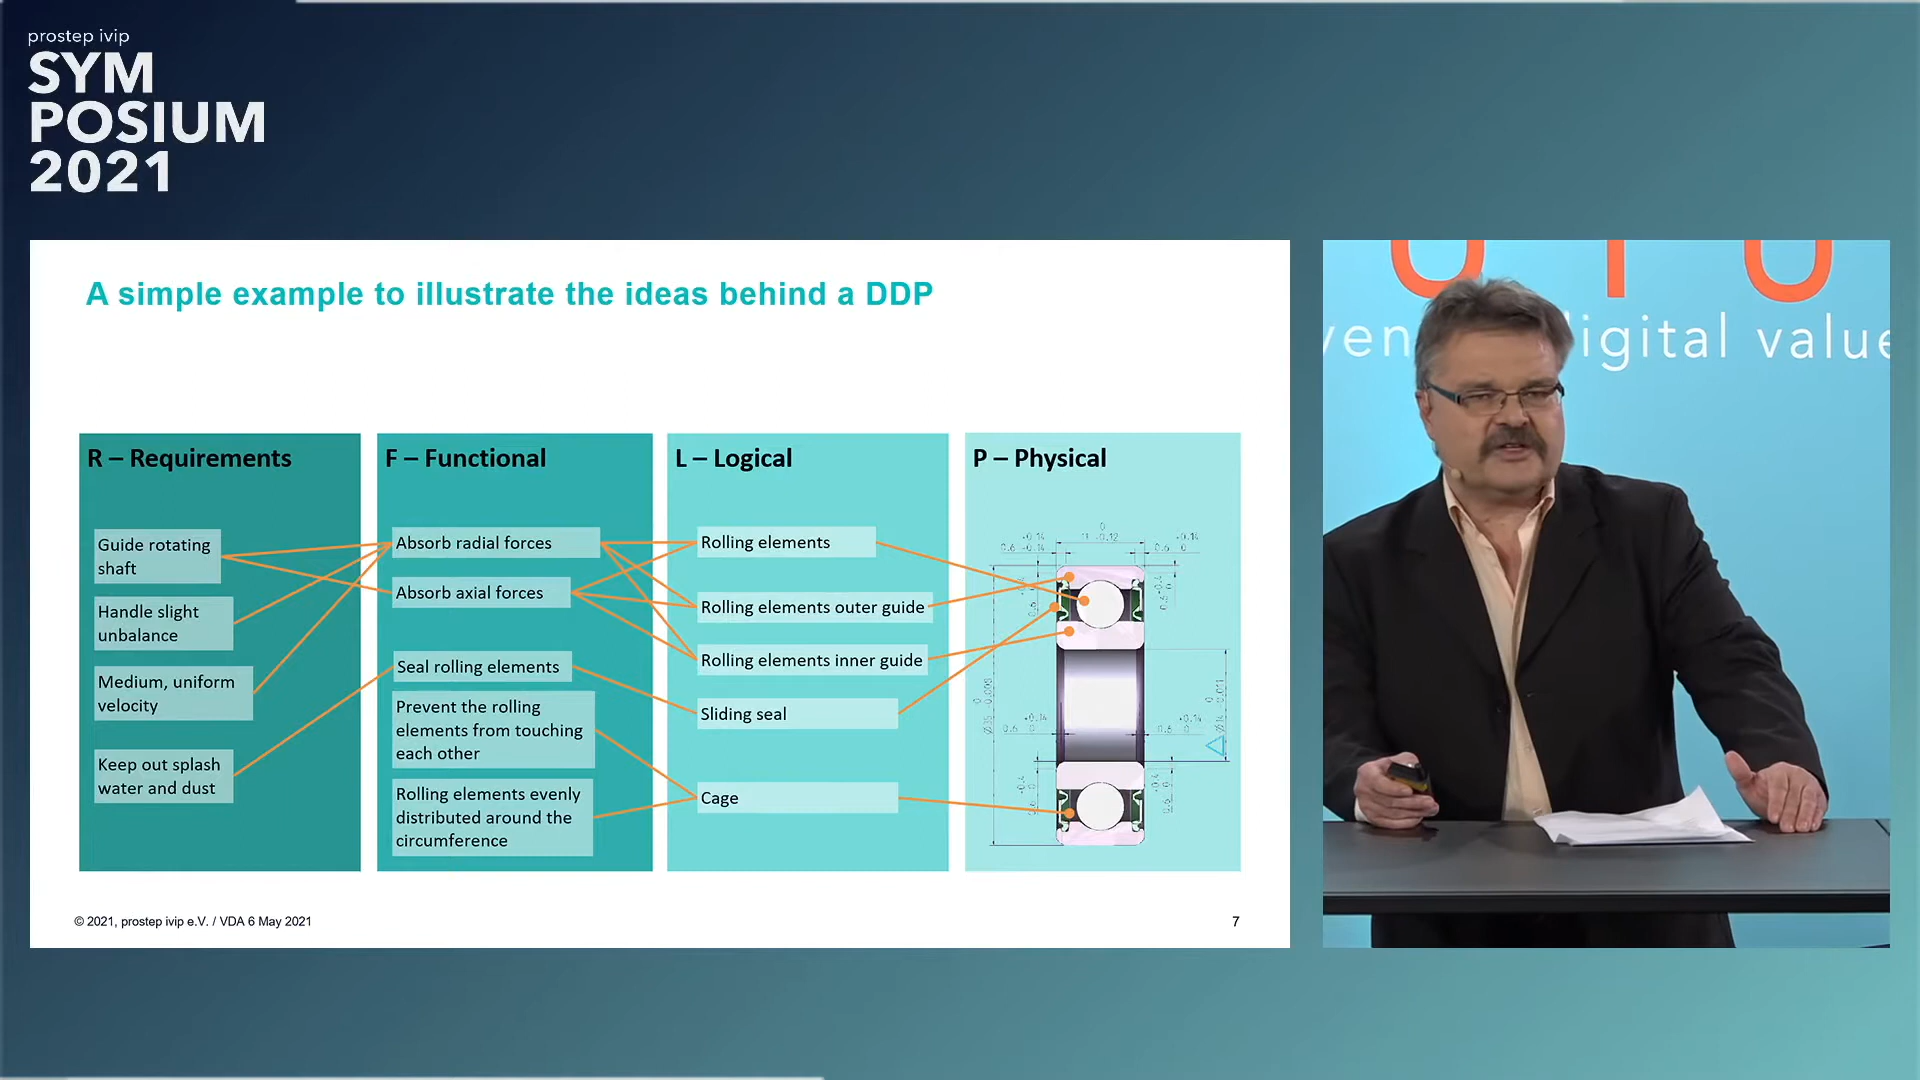 prostep ivip
SYM
POSIUM
2021
A simple example to illustrate the ideas behind a DDP
R – Requirements
Guide rotating
shaft
Handle slight
unbalance
Medium, uniform
velocity
Keep out splash
water and dust
F – Functional
Absorb radial forces
Absorb axial forces
Seal rolling elements
Prevent the rolling
elements from touching
each other
Rolling elements evenly
distributed around the
circumference
L – Logical
Rolling elements
Rolling elements outer guide
Rolling elements inner guide
Sliding seal
Cage
P – Physical
© 2021, prostep ivip e.V. / VDA 6 May 2021
7
digital value